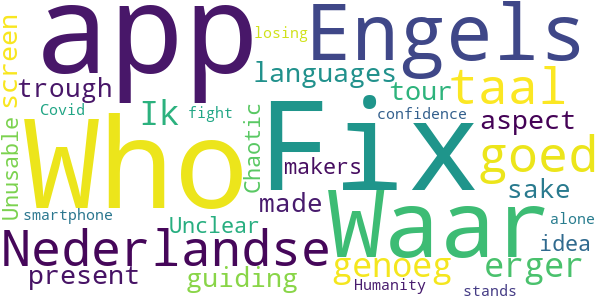 app Engels losing
screen trough languages tour taal
Covid Ik fight confidence aspect
Unusable Who Chaotic Fix makers goed
smartphone Unclear made Waar sake alone
Nederlandse genoeg erger idea
present guiding Humanity stands